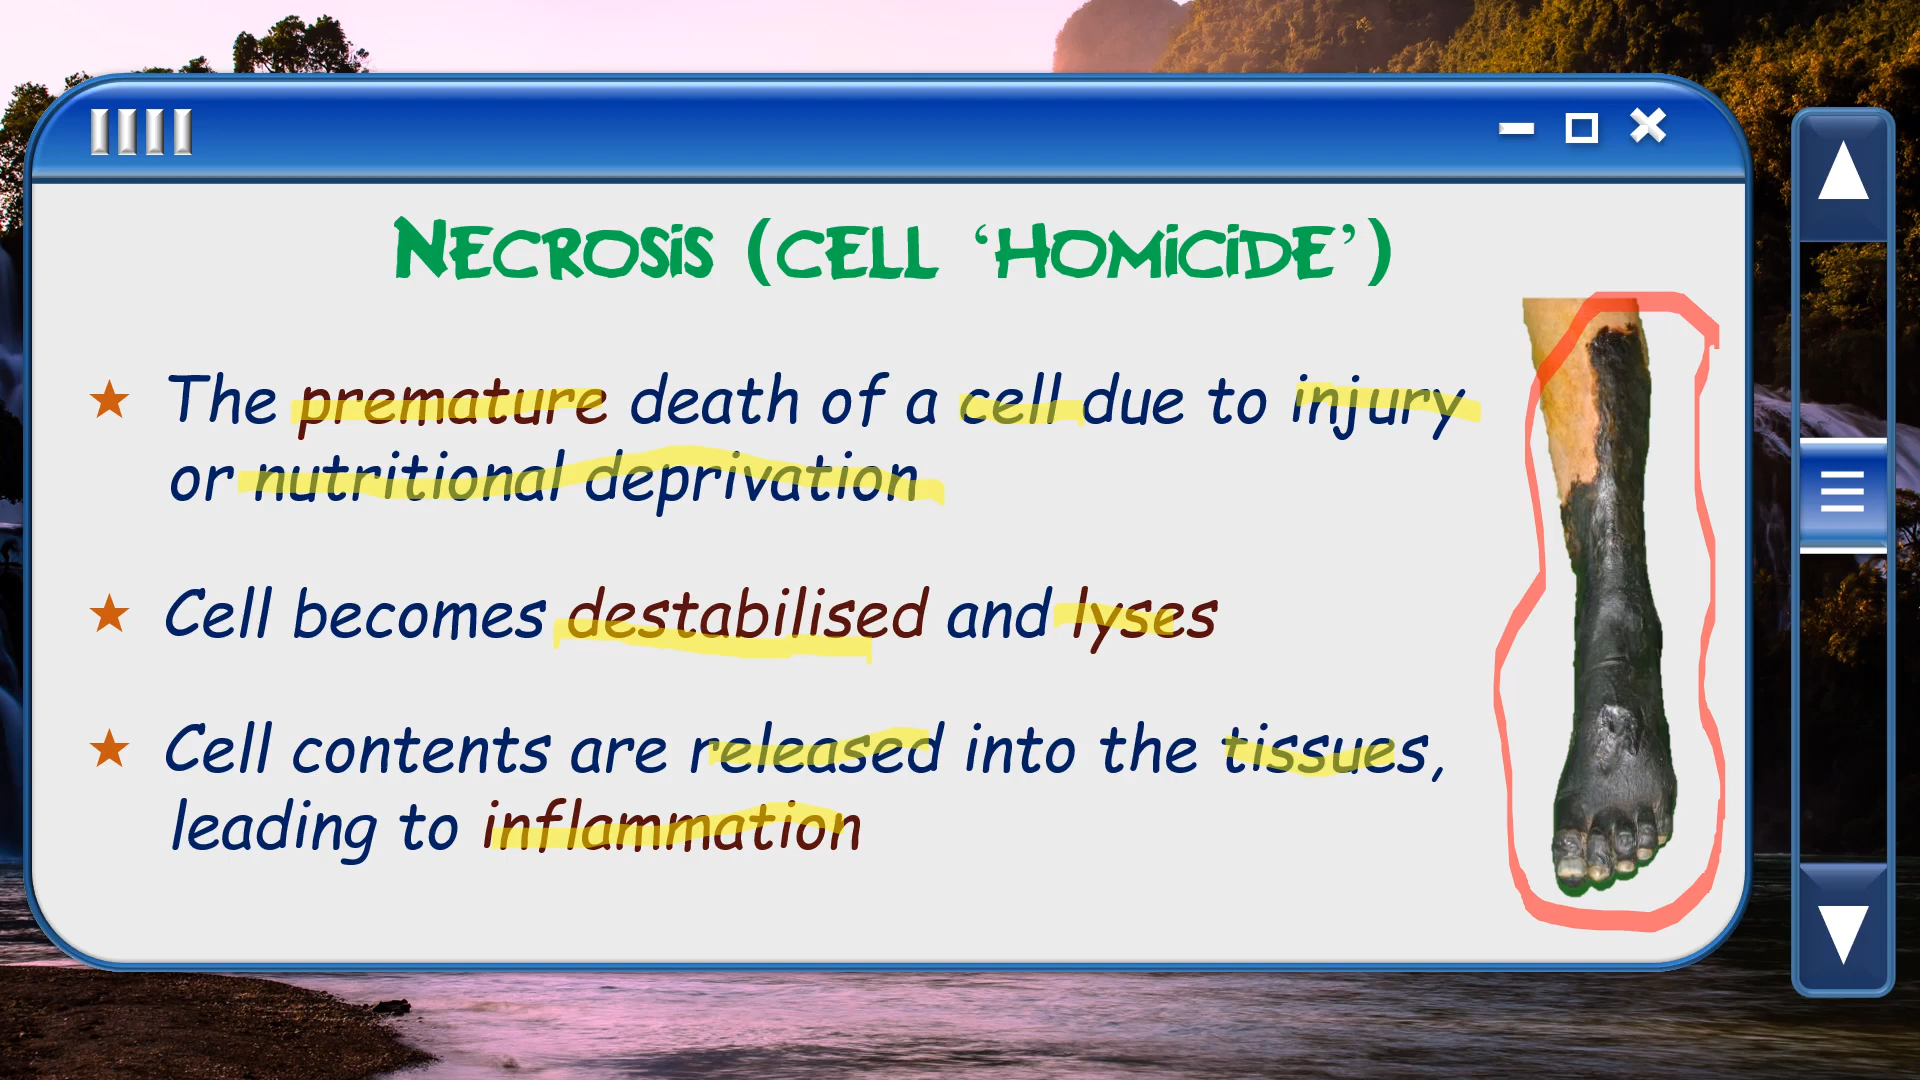 Necrosis (cell ‘Homicide’)
★ The premature death of a cell due to injury
or nutritional deprivation
★ Cell becomes destabilised and lyses
★ Cell contents are released into the tissues,
leading to inflammation